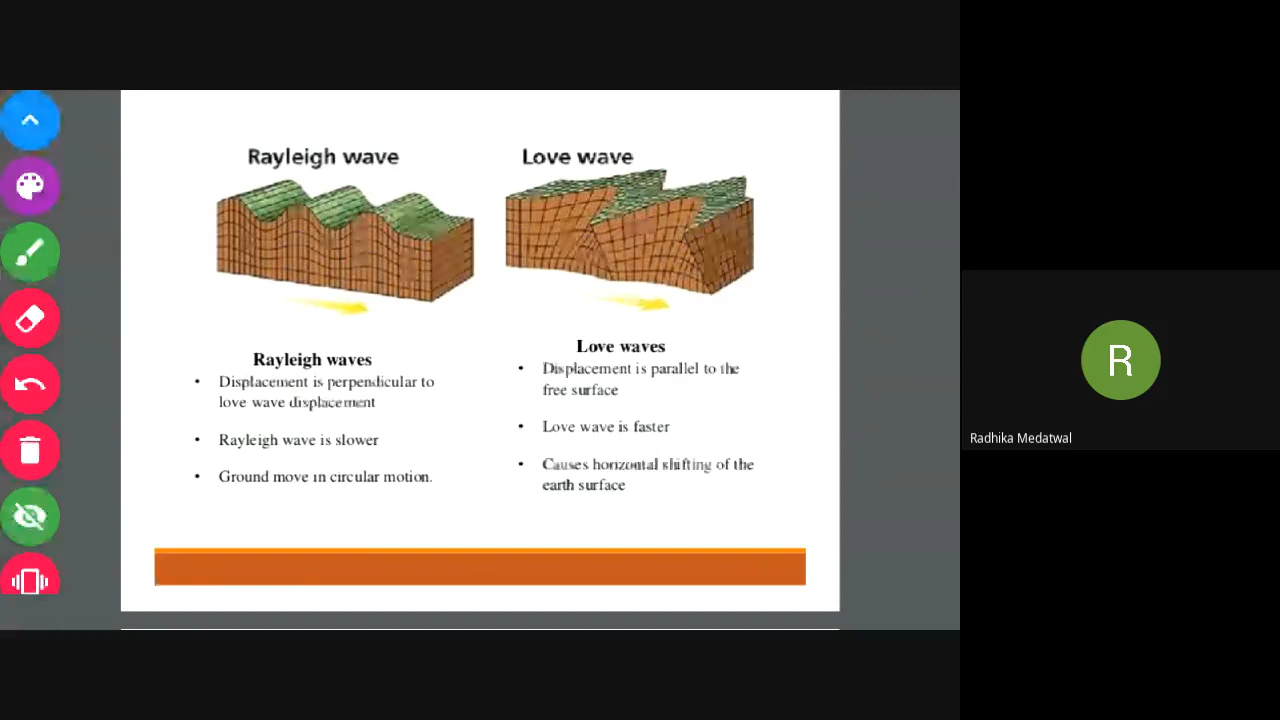 Rayleigh wave
Love wave
Rayleigh waves
• Displacement is perpendicular to
love wave displacement
• Rayleigh wave is slower
• Ground move in circular motion.
Love waves
• Displacement is parallel to the
free surface
• Love wave is faster
• Causes horizontal shifting of the
earth surface
R
Radhika Medatwal